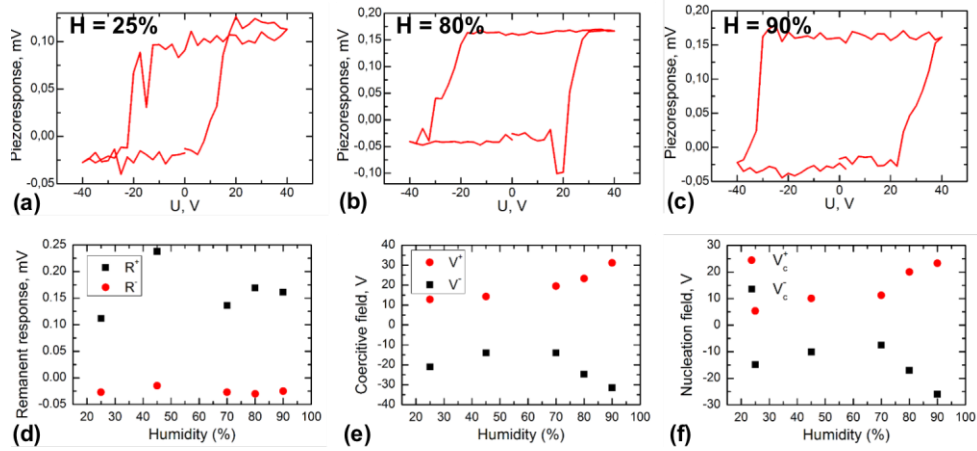 H = 25%
Piezoresponse, mV
0,10
0,05
0,00
-0,05
-40
-20
0
20
40
U, V
(a)
H = 80%
Piezoresponse, mV
0,20
0,15
0,10
0,05
0,00
-0,05
-0,10
-40
-20
0
20
40
U, V
(b)
H = 90%
Piezoresponse, mV
0,20
0,15
0,10
0,05
0,00
-0,05
-40
-20
0
20
40
U, V
(c)
Remanent response, mV
0.25
0.20
0.15
0.10
0.05
0.00
-0.05
R+
R-
20 30 40 50 60 70 80 90 100
Humidity (%)
(d)
Coercitive field, V
30
20
10
0
-10
-20
-30
-40
V+
V-
20 30 40 50 60 70 80 90 100
Humidity (%)
(e)
Nucleation field, V
30
20
10
0
-10
-20
-30
Vc+
Vc-
20 30 40 50 60 70 80 90 100
Humidity (%)
(f)